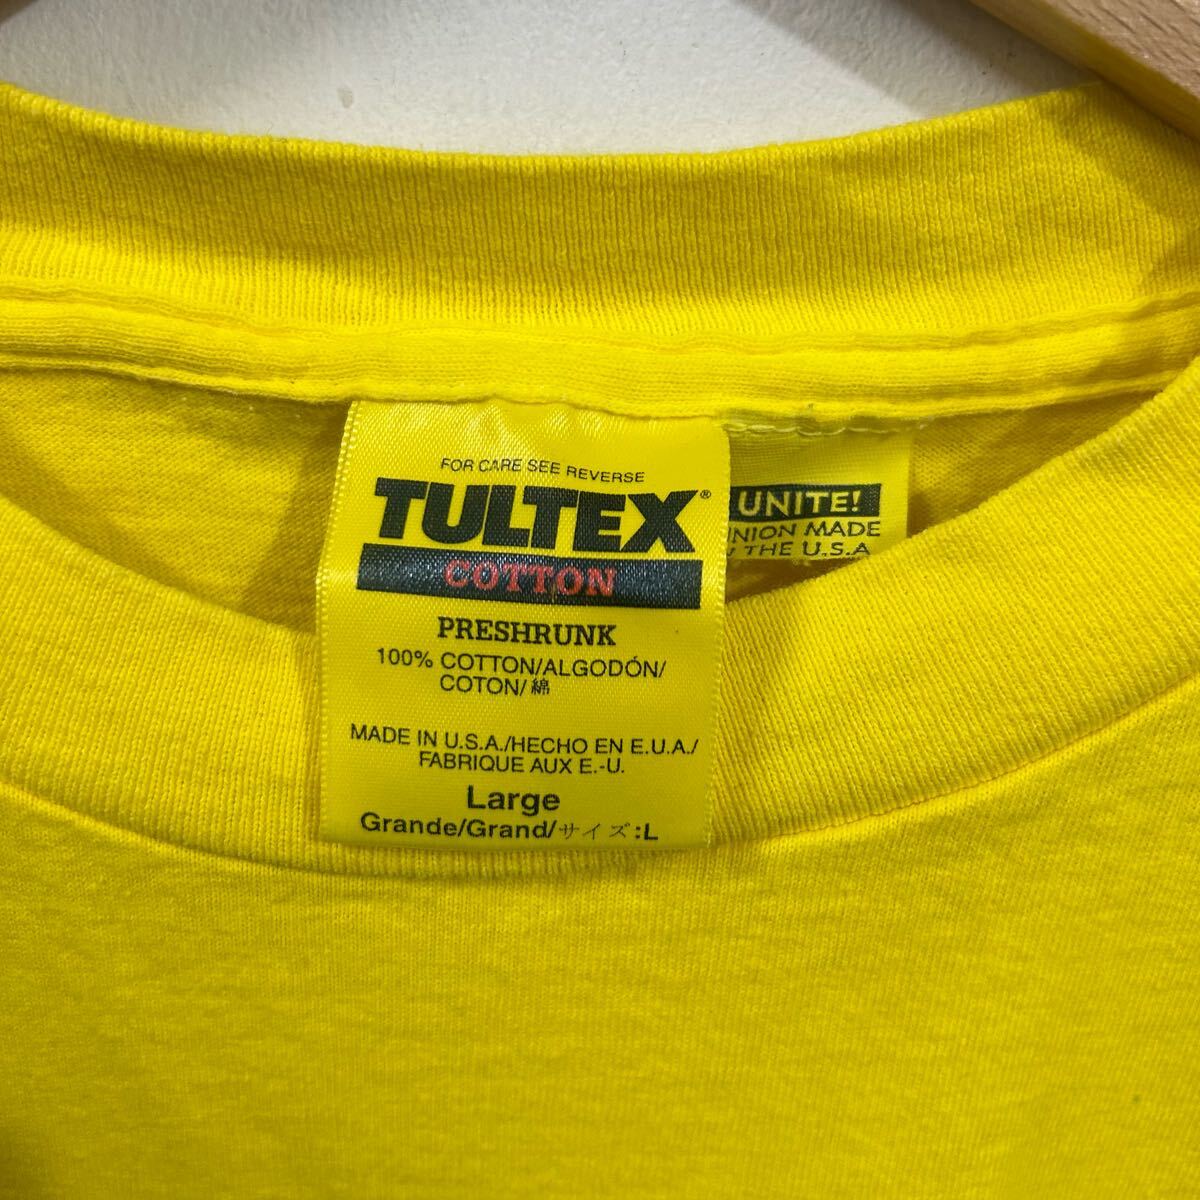 FOR CARE SEE REVERSE
TULTEX®
COTTON
PRESHRUNK
100% COTTON/ALGODÓN/
COTON/綿
MADE IN U.S.A./HECHO EN E.U.A./
FABRIQUE AUX E.-U.
Large
Grande/Grand/サイズ:L
UNITE!
NION MADE
THE U.S.A